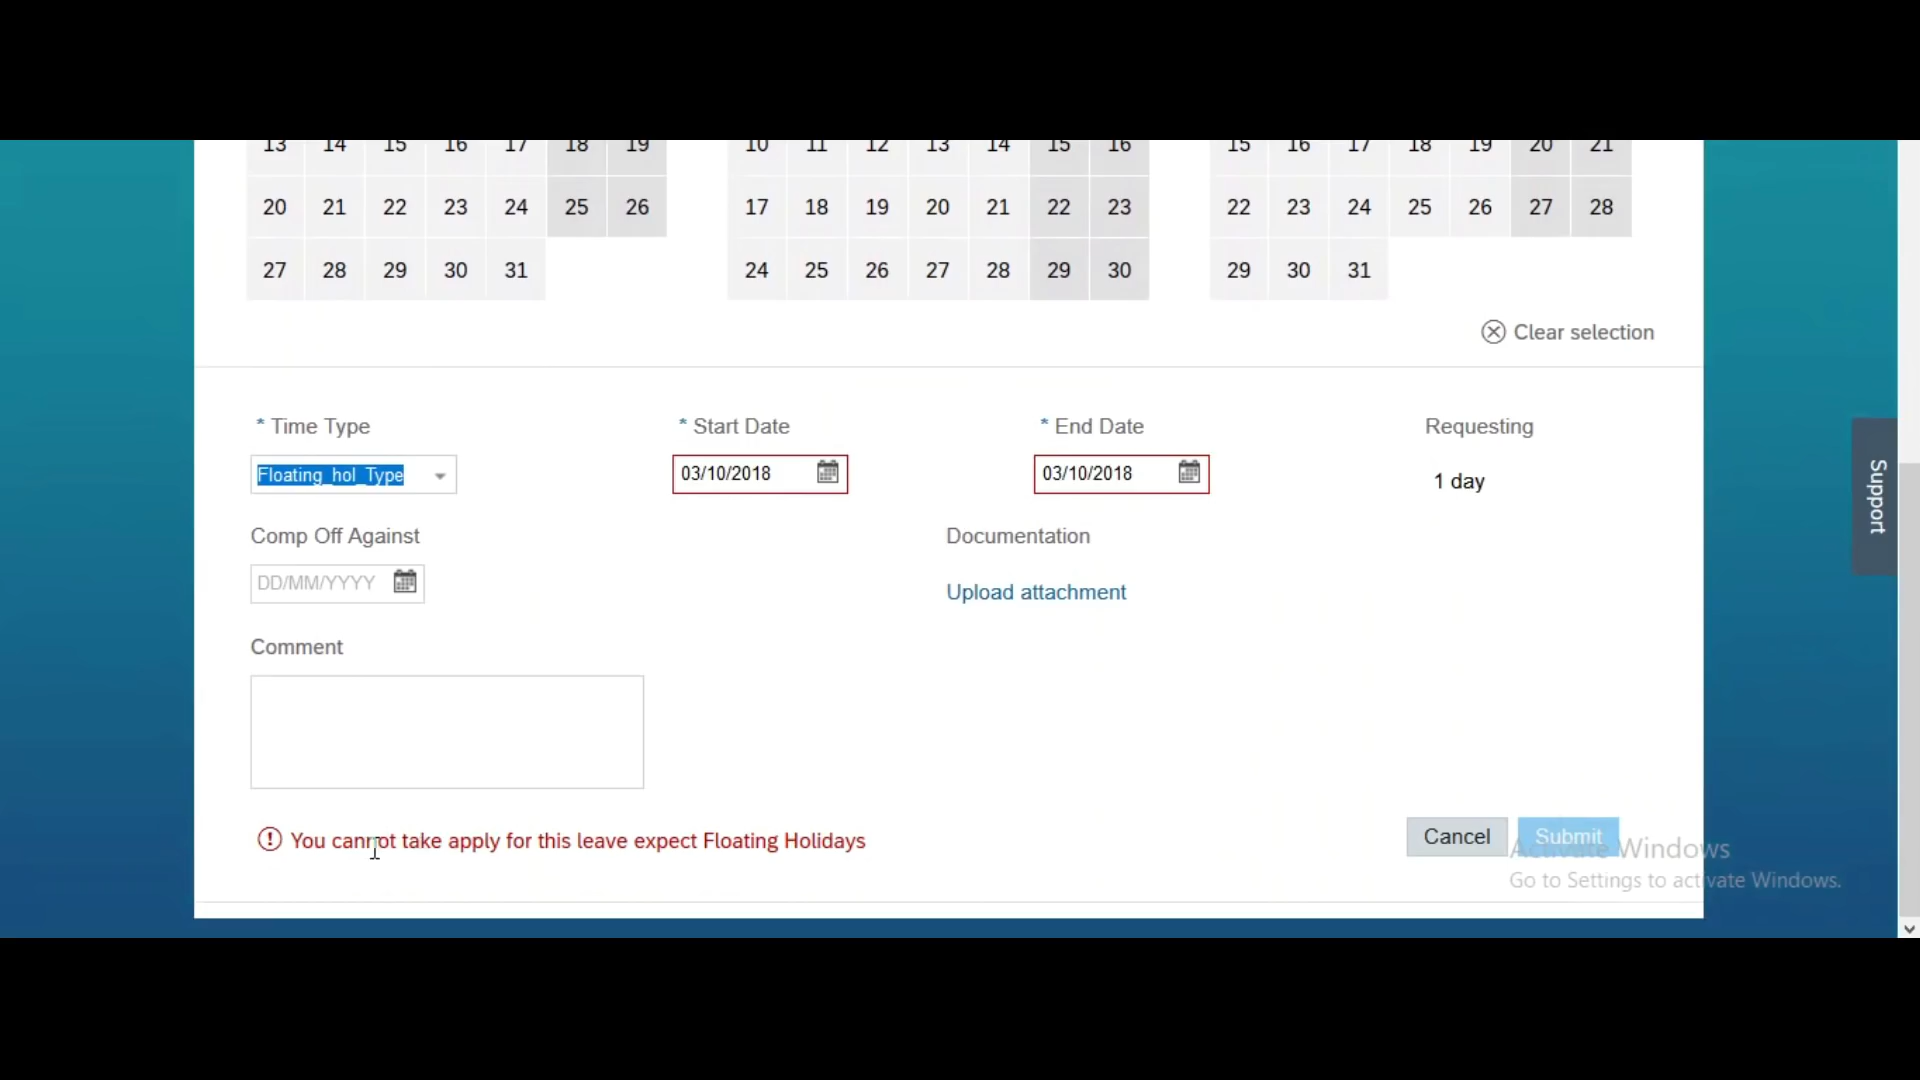 13 14 15 16 17 18 19 10 11 12 13 14 15 16 15 16 17 18 19 20 21
20 21 22 23 24 25 26 17 18 19 20 21 22 23 22 23 24 25 26 27 28
27 28 29 30 31 24 25 26 27 28 29 30 29 30 31
Clear selection
* Time Type * Start Date * End Date Requesting
Floating_hol_Type 03/10/2018 03/10/2018 1 day
Support
Comp Off Against Documentation
DD/MM/YYYY Upload attachment
Comment
You cannot take apply for this leave expect Floating Holidays
Cancel Submit
Activate Windows
Go to Settings to activate Windows.